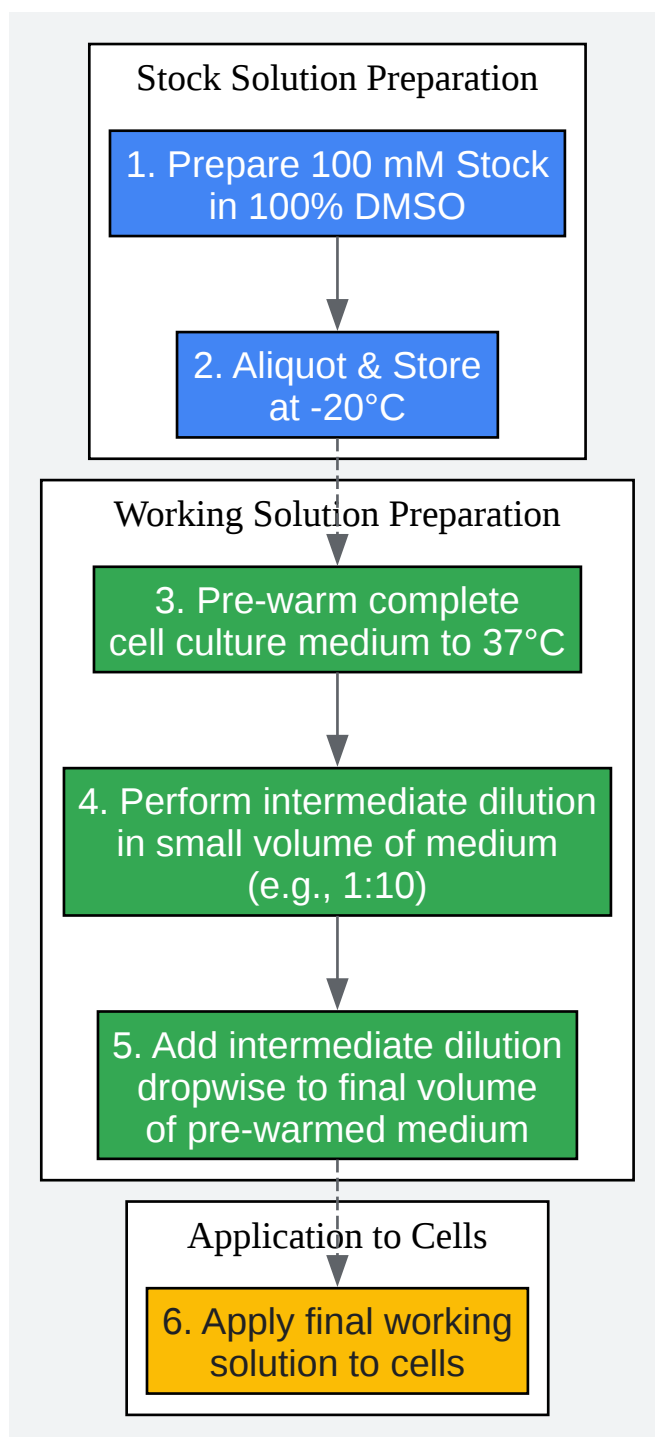 Stock Solution Preparation
1. Prepare 100 mM Stock
in 100% DMSO
2. Aliquot & Store
at -20°C
Working Solution Preparation
3. Pre-warm complete
cell culture medium to 37°C
4. Perform intermediate dilution
in small volume of medium
(e.g., 1:10)
5. Add intermediate dilution
dropwise to final volume
of pre-warmed medium
Application to Cells
6. Apply final working
solution to cells